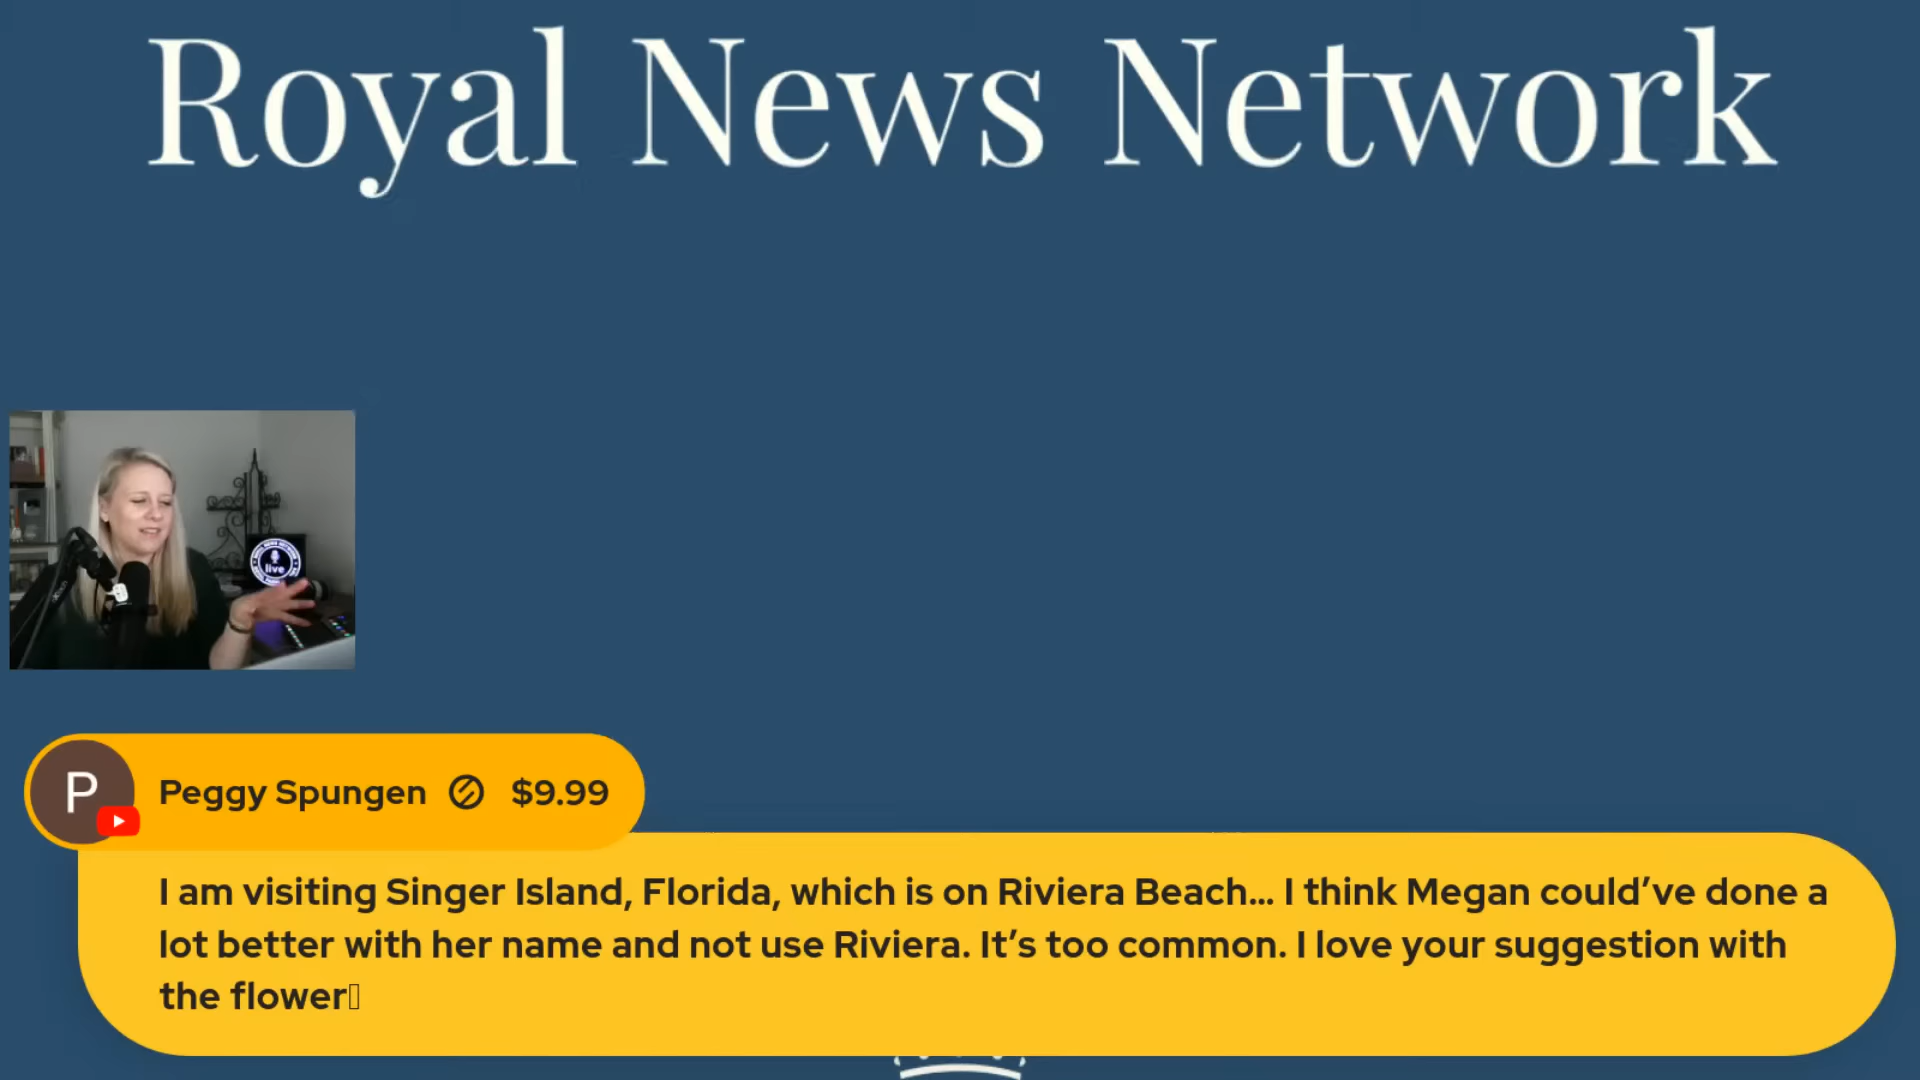 Royal News Network
live
P
Peggy Spungen $9.99
I am visiting Singer Island, Florida, which is on Riviera Beach... I think Megan could’ve done a
lot better with her name and not use Riviera. It’s too common. I love your suggestion with
the flower